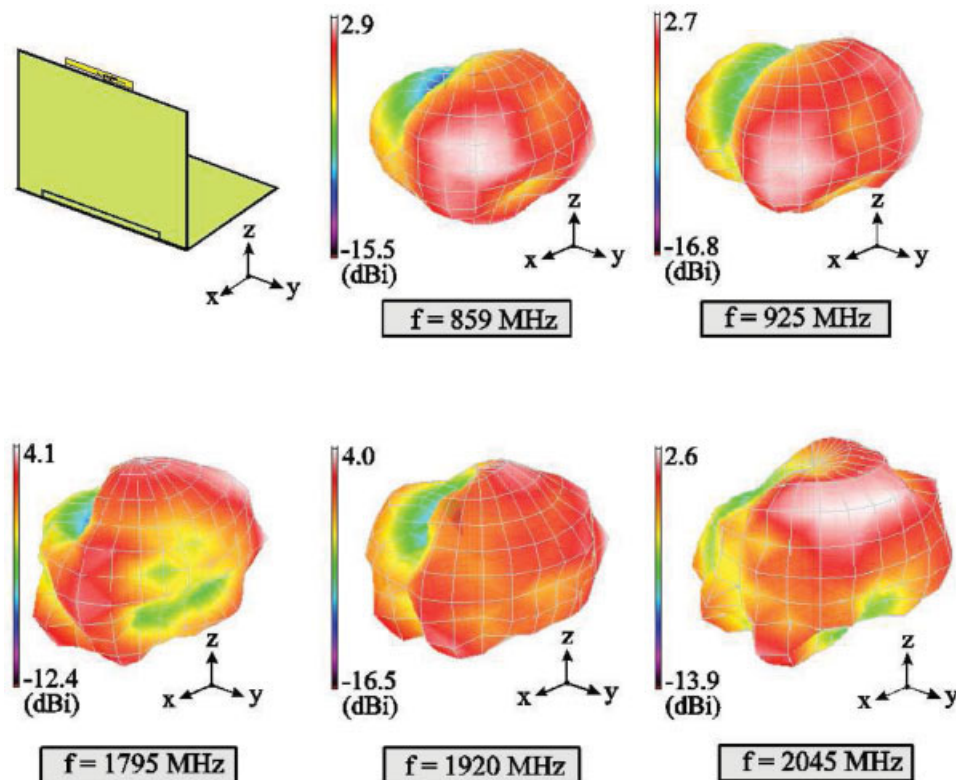 z
x
y
2.9
-15.5
(dBi)
z
x
y
f = 859 MHz
2.7
-16.8
(dBi)
z
x
y
f = 925 MHz
4.1
-12.4
(dBi)
z
x
y
f = 1795 MHz
4.0
-16.5
(dBi)
z
x
y
f = 1920 MHz
2.6
-13.9
(dBi)
z
x
y
f = 2045 MHz